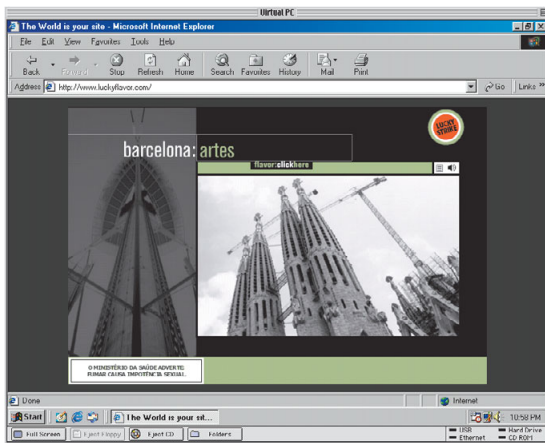 Virtual PC
The World is your site - Microsoft Internet Explorer
File Edit View Favorites Tools Help
Back Forward Stop Refresh Home Search Favorites History Mail Print
Address http://www.luckyflavor.com/ Go Links »
LUCKY
STRIKE
barcelona: artes
flavor:clickhere
O MINISTÉRIO DA SAÚDE ADVERTE:
FUMAR CAUSA IMPOTÊNCIA SEXUAL.
Done Internet
Start The World is your sit... 10:58 PM
Full Screen Eject Floppy Eject CD Folders USB Hard Drive
Ethernet CD ROM